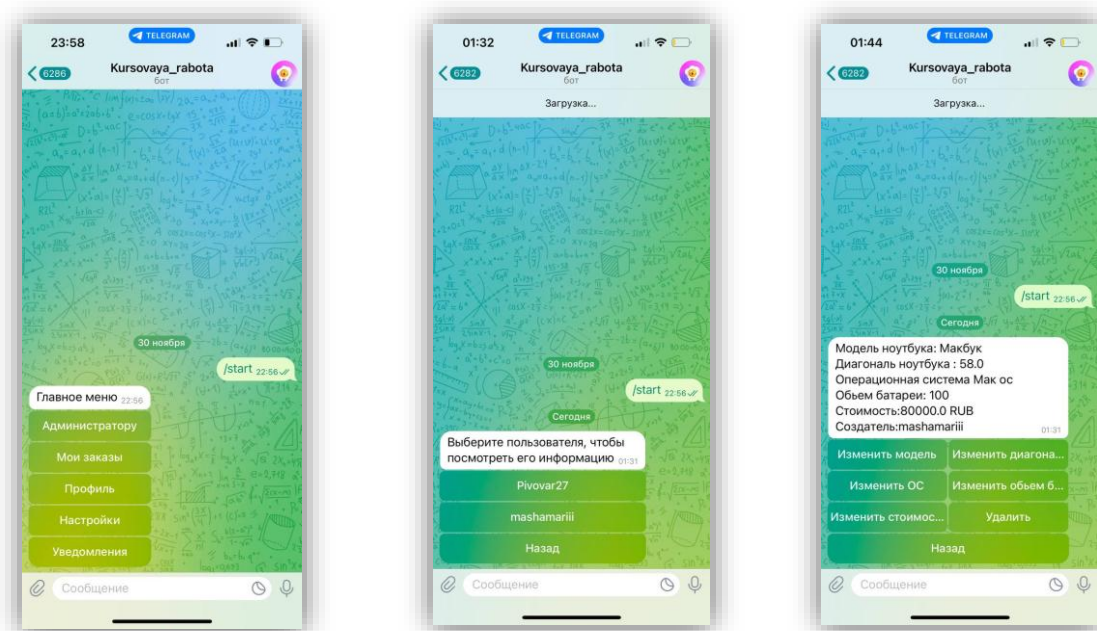 23:58
TELEGRAM
6286
Kursovaya_rabota
бот
30 ноября
/start 22:56
Главное меню 22:56
Администратору
Мои заказы
Профиль
Настройки
Уведомления
Сообщение
01:32
TELEGRAM
6282
Kursovaya_rabota
бот
Загрузка...
30 ноября
/start 22:56
Сегодня
Выберите пользователя, чтобы
посмотреть его информацию 01:31
Pivovar27
mashamariii
Назад
Сообщение
01:44
TELEGRAM
6282
Kursovaya_rabota
бот
Загрузка...
30 ноября
/start 22:56
Сегодня
Модель ноутбука: Макбук
Диагональ ноутбука : 58.0
Операционная система Мак ос
Обьем батареи: 100
Стоимость:80000.0 RUB
Создатель:mashamariii 01:31
Изменить модель Изменить диагона...
Изменить ОС Изменить обьем б...
Изменить стоимос... Удалить
Назад
Сообщение